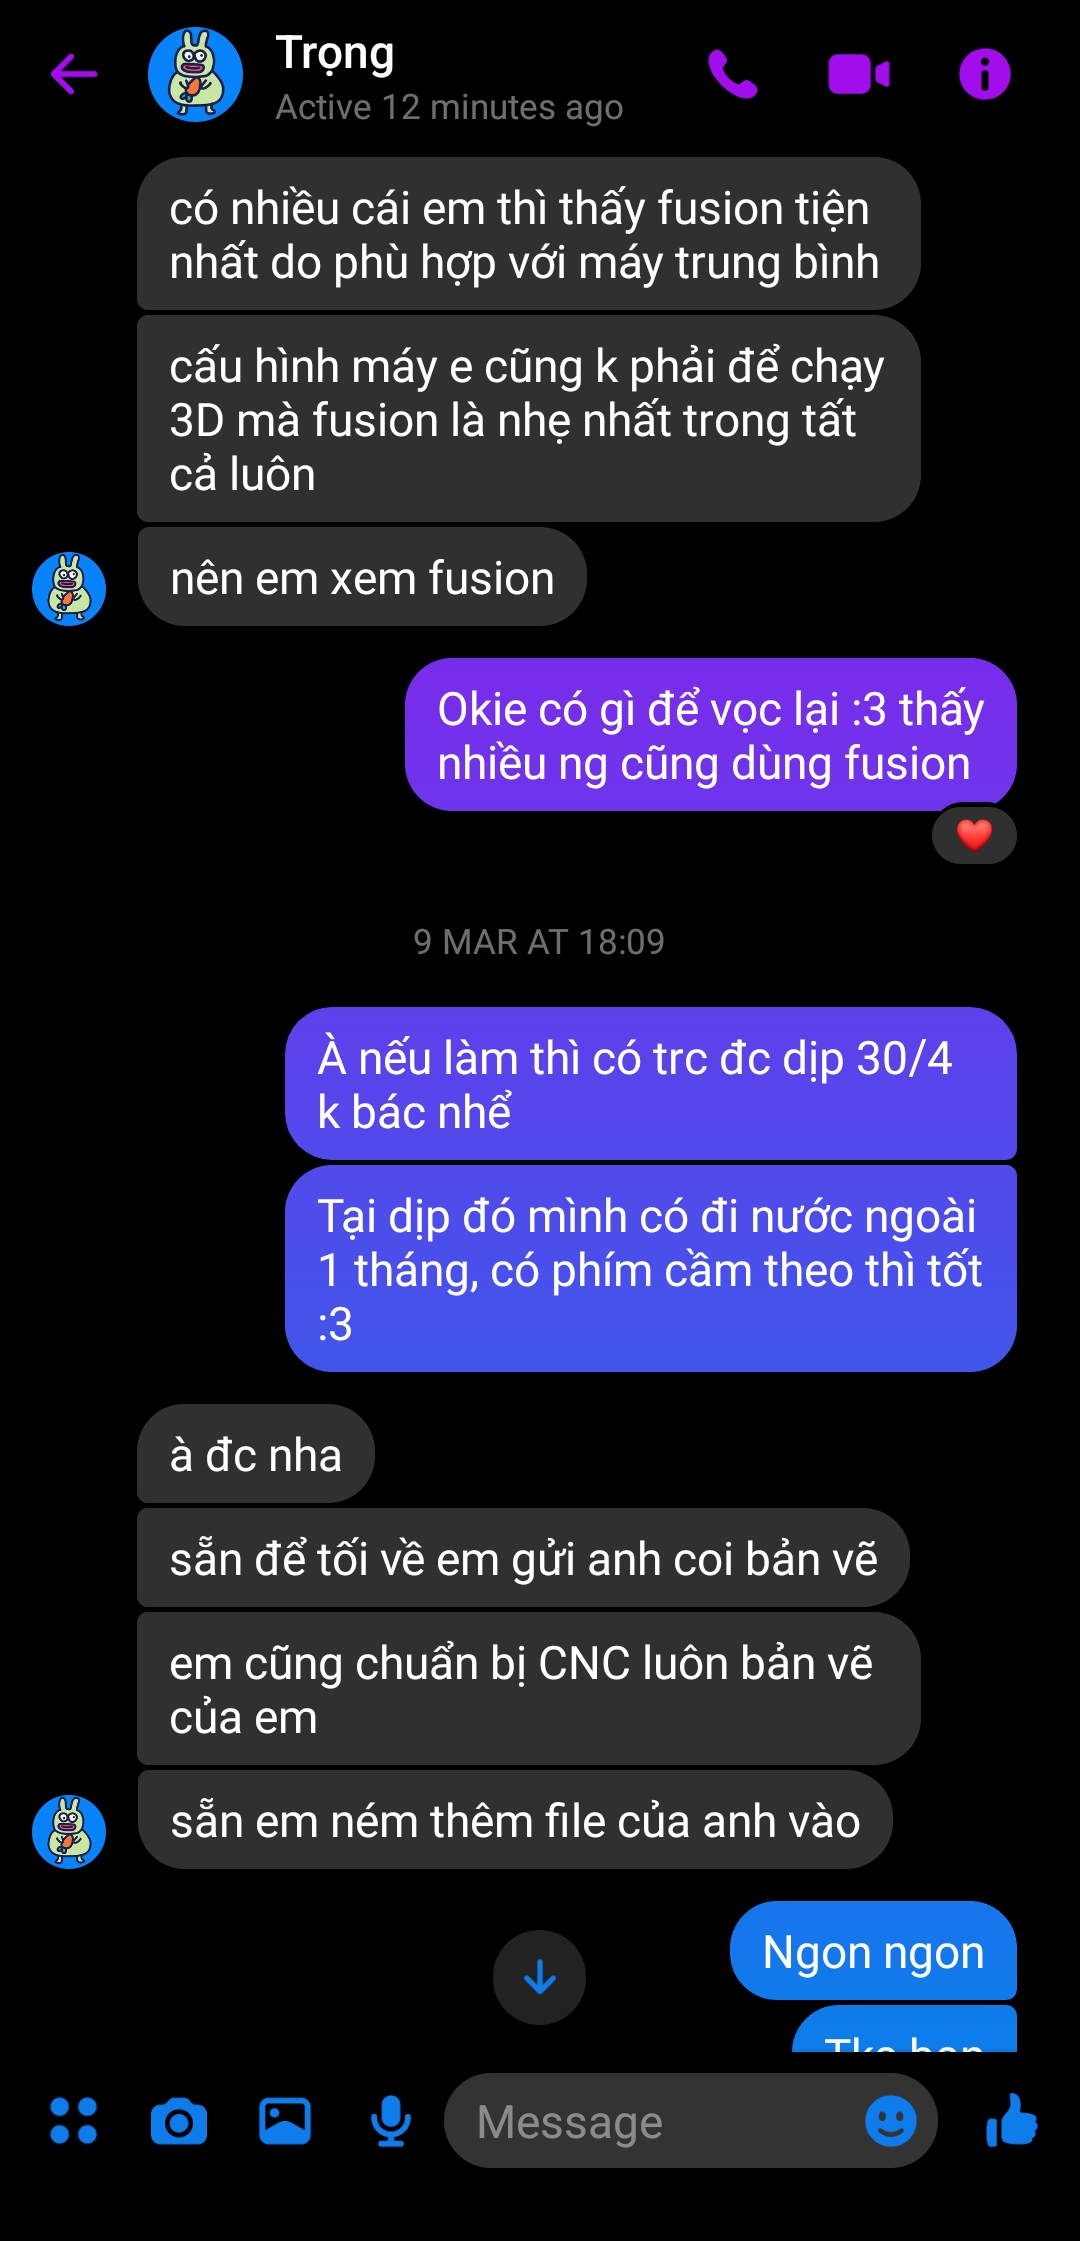 Trọng
Active 12 minutes ago
có nhiều cái em thì thấy fusion tiện
nhất do phù hợp với máy trung bình
cấu hình máy e cũng k phải để chạy
3D mà fusion là nhẹ nhất trong tất
cả luôn
nên em xem fusion
Okie có gì để vọc lại :3 thấy
nhiều ng cũng dùng fusion
9 MAR AT 18:09
À nếu làm thì có trc đc dịp 30/4
k bác nhể
Tại dịp đó mình có đi nước ngoài
1 tháng, có phím cầm theo thì tốt
:3
à đc nha
sẵn để tối về em gửi anh coi bản vẽ
em cũng chuẩn bị CNC luôn bản vẽ
của em
sẵn em ném thêm file của anh vào
Ngon ngon
Message